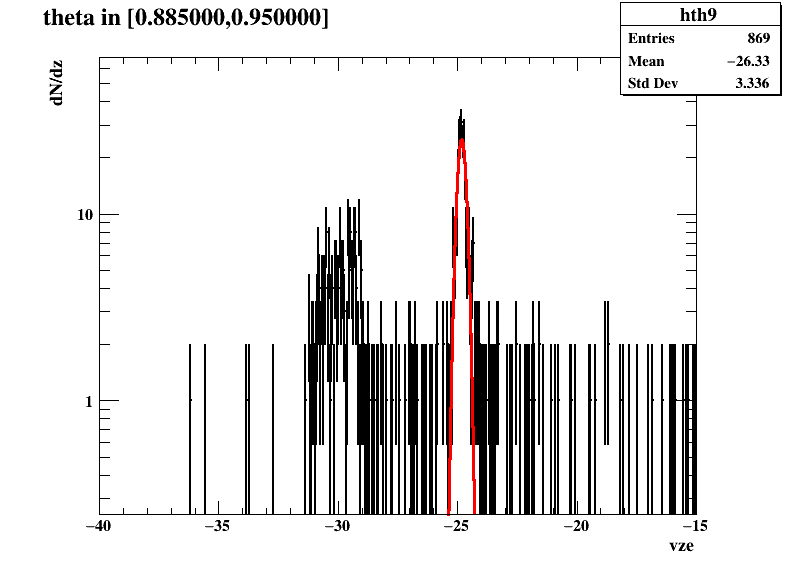 theta in [0.885000,0.950000]
hth9
Entries 869
Mean −26.33
Std Dev 3.336
dN/dz
10
1
−40 −35 −30 −25 −20 −15
vze